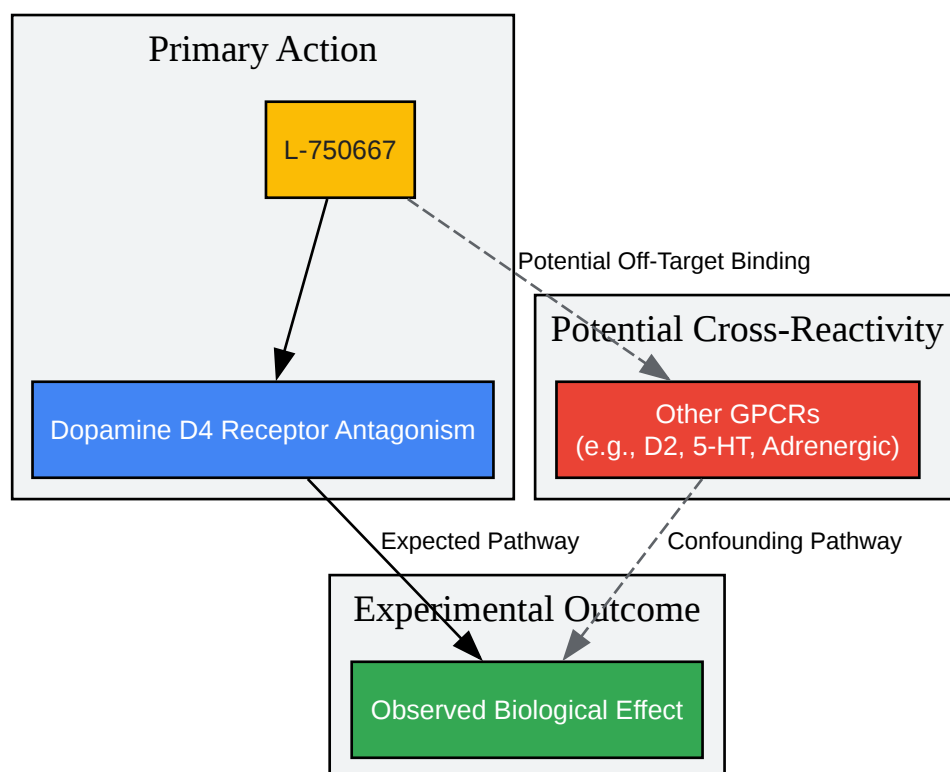 Primary Action
L-750667
Potential Off-Target Binding
Potential Cross-Reactivity
Dopamine D4 Receptor Antagonism
Other GPCRs
(e.g., D2, 5-HT, Adrenergic)
Expected Pathway
Confounding Pathway
Experimental Outcome
Observed Biological Effect